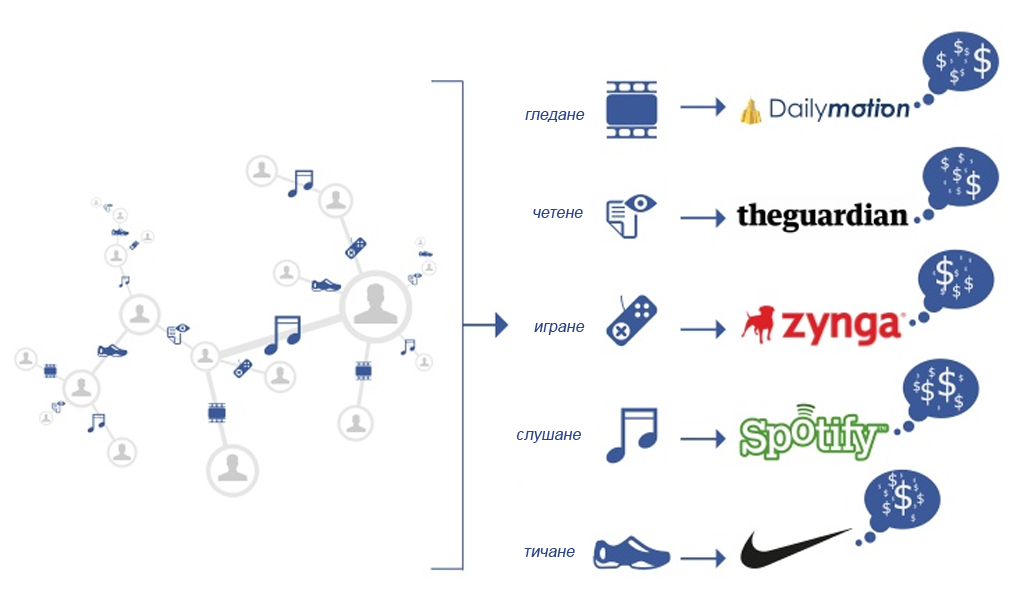 гледане
Dailymotion
четене
theguardian
игране
zynga®
слушане
Spotify
тичане